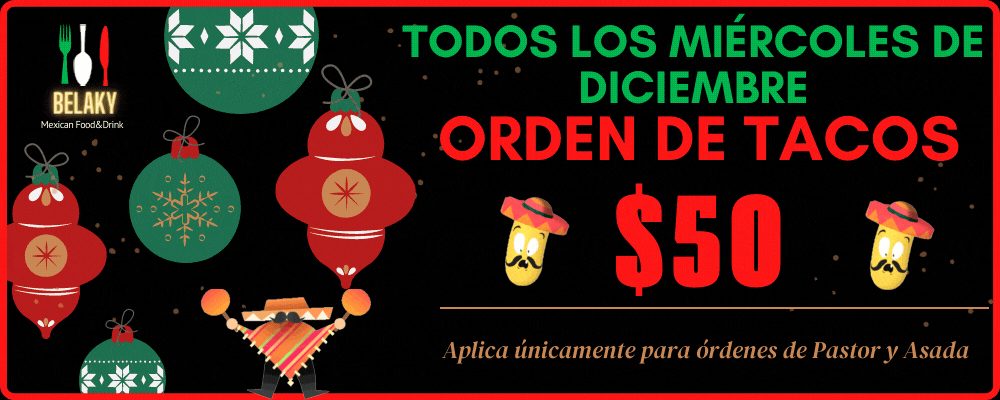 BELAKY
Mexican Food&Drink
TODOS LOS MIÉRCOLES DE
DICIEMBRE
ORDEN DE TACOS
$50
Aplica únicamente para órdenes de Pastor y Asada